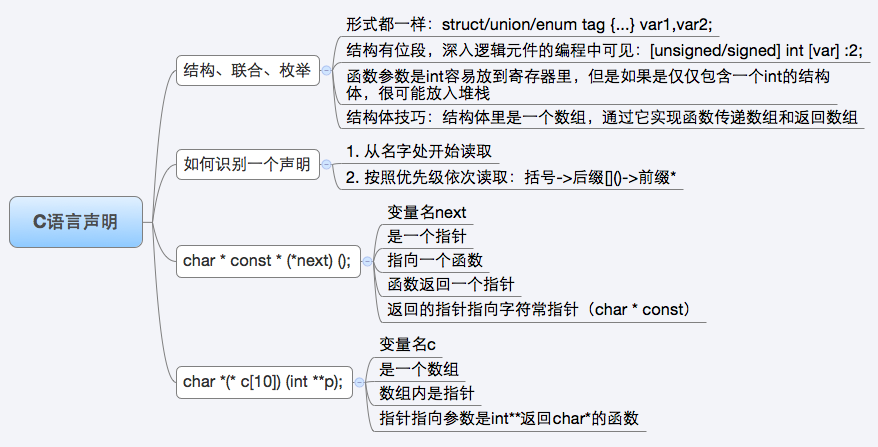 C语言声明
结构、联合、枚举
形式都一样：struct/union/enum tag {...} var1,var2;
结构有位段，深入逻辑元件的编程中可见：[unsigned/signed] int [var] :2;
函数参数是int容易放到寄存器里，但是如果是仅仅包含一个int的结构
体，很可能放入堆栈
结构体技巧：结构体里是一个数组，通过它实现函数传递数组和返回数组
如何识别一个声明
1. 从名字处开始读取
2. 按照优先级依次读取：括号->后缀[]()->前缀*
char * const * (*next) ();
变量名next
是一个指针
指向一个函数
函数返回一个指针
返回的指针指向字符常指针（char * const）
char *(* c[10]) (int **p);
变量名c
是一个数组
数组内是指针
指针指向参数是int**返回char*的函数